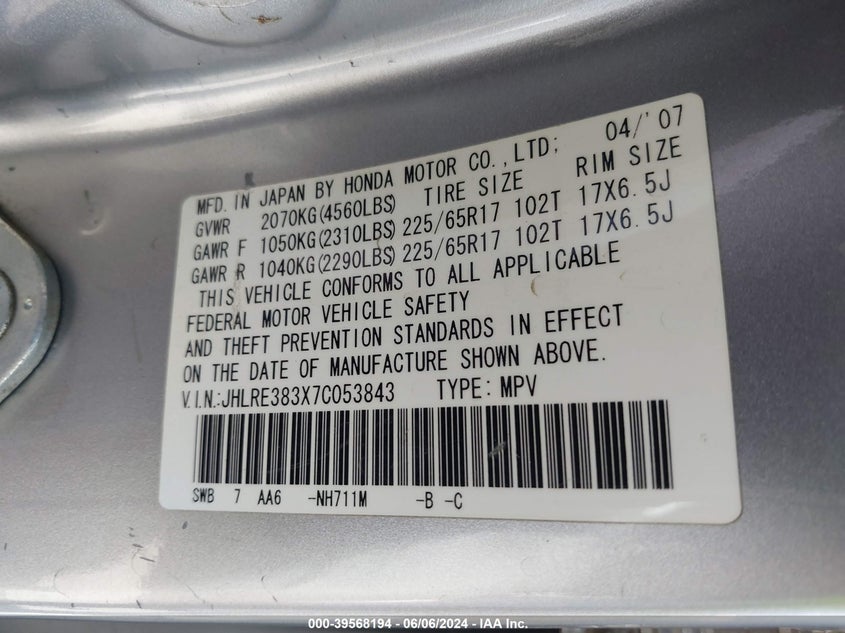 MFD. IN JAPAN BY HONDA MOTOR CO.,LTD; 04/'07
GVWR 2070KG(4560LBS) TIRE SIZE RIM SIZE
GAWR F 1050KG(2310LBS) 225/65R17 102T 17X6.5J
GAWR R 1040KG(2290LBS) 225/65R17 102T 17X6.5J
THIS VEHICLE CONFORMS TO ALL APPLICABLE
FEDERAL MOTOR VEHICLE SAFETY
AND THEFT PREVENTION STANDARDS IN EFFECT
ON THE DATE OF MANUFACTURE SHOWN ABOVE.
V.I.N.:JHLRE383X7C053843 TYPE: MPV
SWB 7 AA6 -NH711M -B -C
000-39568194 - 06/06/2024 - IAA Inc.